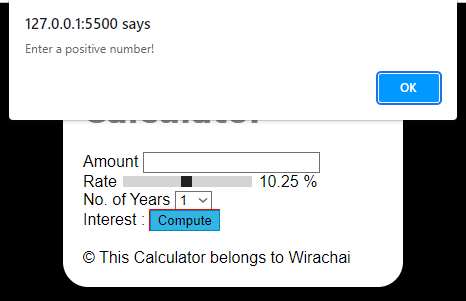 127.0.0.1:5500 says
Enter a positive number!
OK
Calculator
Amount
Rate 10.25 %
No. of Years 1
Interest : Compute
© This Calculator belongs to Wirachai